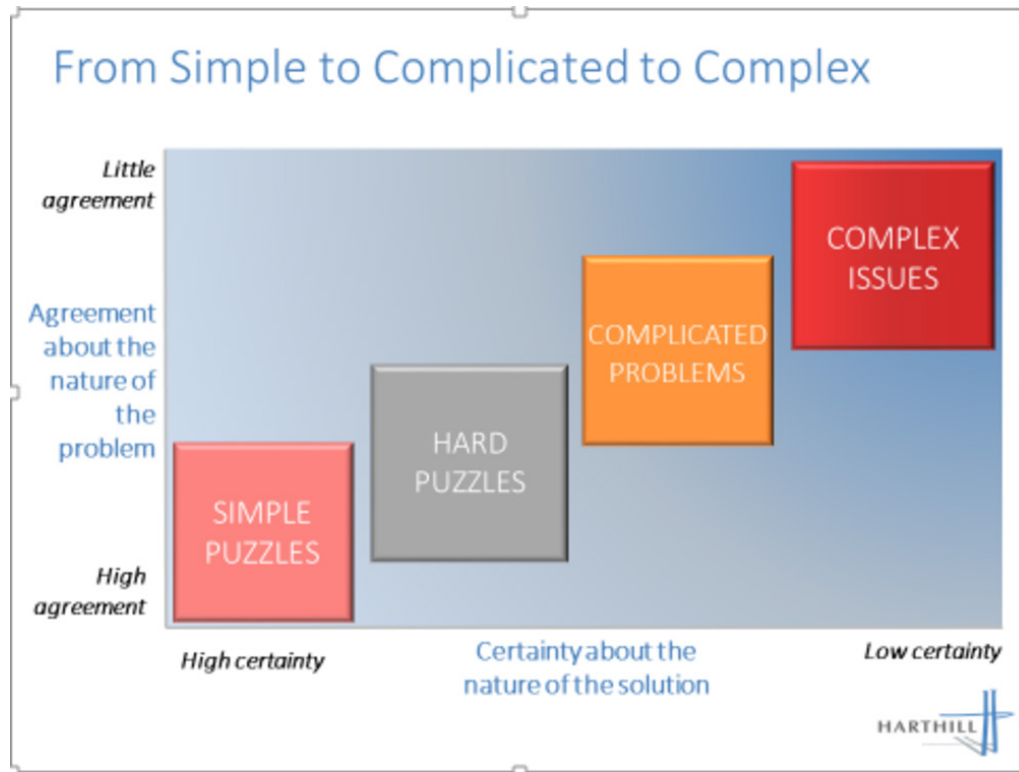 From Simple to Complicated to Complex
Little
agreement
Agreement
about the
nature of
the
problem
High
agreement
SIMPLE
PUZZLES
HARD
PUZZLES
COMPLICATED
PROBLEMS
COMPLEX
ISSUES
High certainty
Certainty about the
nature of the solution
Low certainty
HARTHILL